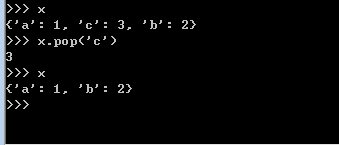 >>> x
{'a': 1, 'c': 3, 'b': 2}
>>> x.pop('c')
3
>>> x
{'a': 1, 'b': 2}
>>>